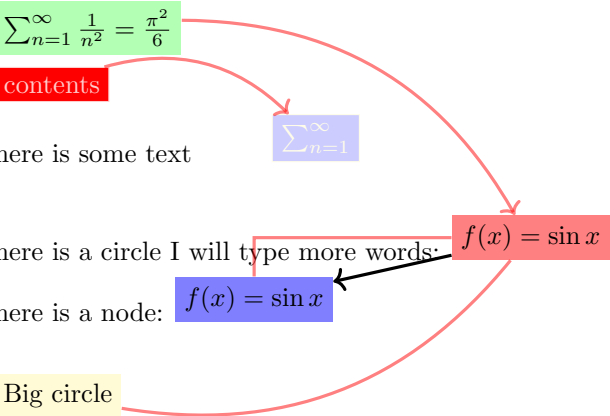 ∑_{n=1}^{∞} 1/n² = π²/6
contents
∑_{n=1}^{∞}
here is some text
f(x) = sin x
here is a circle I will type more words:
f(x) = sin x
here is a node:
Big circle